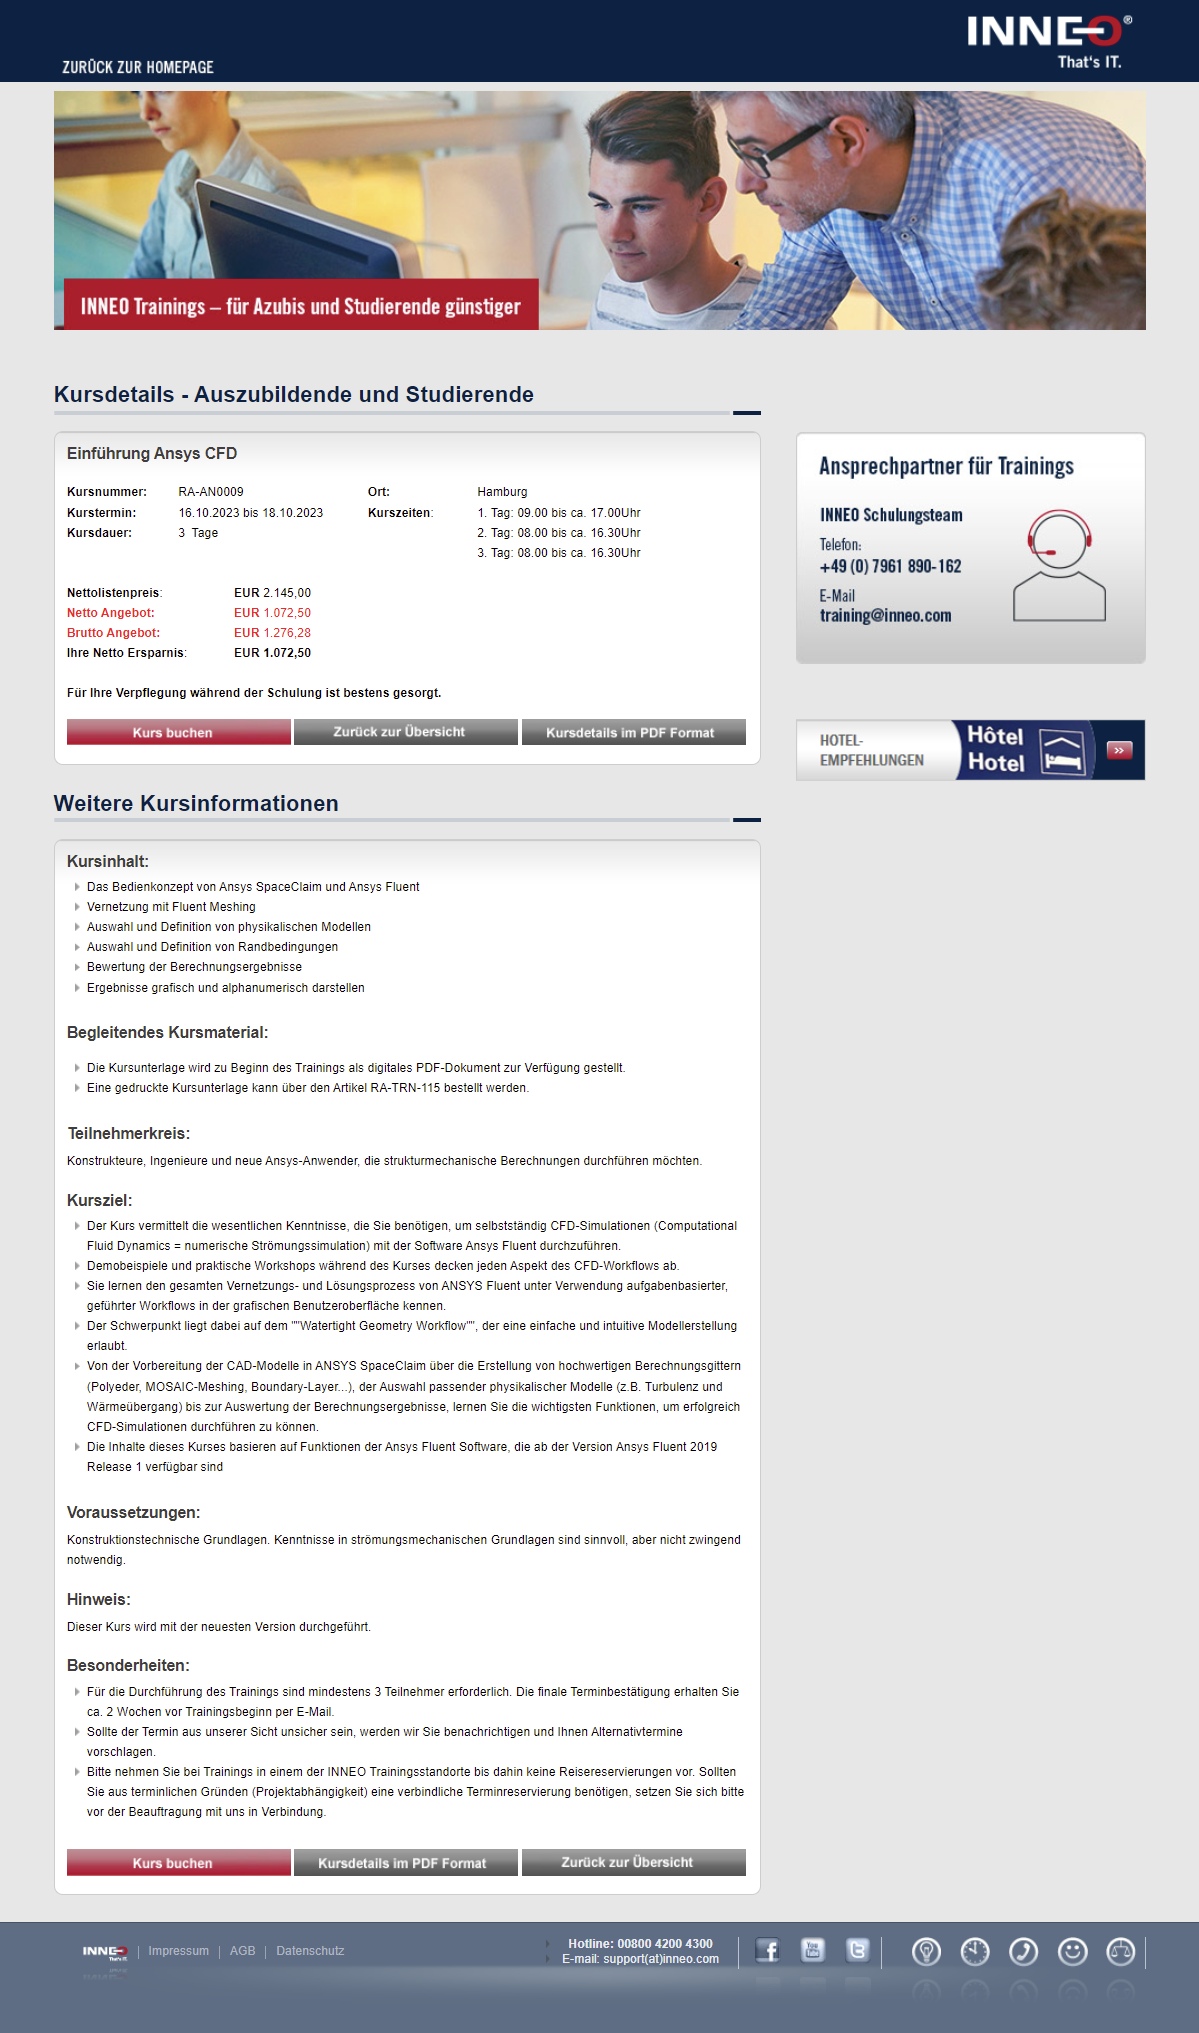 INNEO®
That's IT.
ZURÜCK ZUR HOMEPAGE
INNEO Trainings – für Azubis und Studierende günstiger
Kursdetails - Auszubildende und Studierende
Einführung Ansys CFD
Kursnummer: RA-AN0009 Ort: Hamburg
Kurstermin: 16.10.2023 bis 18.10.2023 Kurszeiten: 1. Tag: 09.00 bis ca. 17.00Uhr
Kursdauer: 3 Tage 2. Tag: 08.00 bis ca. 16.30Uhr
3. Tag: 08.00 bis ca. 16.30Uhr
Nettolistenpreis: EUR 2.145,00
Netto Angebot: EUR 1.072,50
Brutto Angebot: EUR 1.276,28
Ihre Netto Ersparnis: EUR 1.072,50
Für Ihre Verpflegung während der Schulung ist bestens gesorgt.
Kurs buchen Zurück zur Übersicht Kursdetails im PDF Format
Ansprechpartner für Trainings
INNEO Schulungsteam
Telefon:
+49 (0) 7961 890-162
E-Mail
training@inneo.com
HOTEL-
EMPFEHLUNGEN
Hôtel
Hotel
Weitere Kursinformationen
Kursinhalt:
Das Bedienkonzept von Ansys SpaceClaim und Ansys Fluent
Vernetzung mit Fluent Meshing
Auswahl und Definition von physikalischen Modellen
Auswahl und Definition von Randbedingungen
Bewertung der Berechnungsergebnisse
Ergebnisse grafisch und alphanumerisch darstellen
Begleitendes Kursmaterial:
Die Kursunterlage wird zu Beginn des Trainings als digitales PDF-Dokument zur Verfügung gestellt.
Eine gedruckte Kursunterlage kann über den Artikel RA-TRN-115 bestellt werden.
Teilnehmerkreis:
Konstrukteure, Ingenieure und neue Ansys-Anwender, die strukturmechanische Berechnungen durchführen möchten.
Kursziel:
Der Kurs vermittelt die wesentlichen Kenntnisse, die Sie benötigen, um selbstständig CFD-Simulationen (Computational
Fluid Dynamics = numerische Strömungssimulation) mit der Software Ansys Fluent durchzuführen.
Demobeispiele und praktische Workshops während des Kurses decken jeden Aspekt des CFD-Workflows ab.
Sie lernen den gesamten Vernetzungs- und Lösungsprozess von ANSYS Fluent unter Verwendung aufgabenbasierter,
geführter Workflows in der grafischen Benutzeroberfläche kennen.
Der Schwerpunkt liegt dabei auf dem ""Watertight Geometry Workflow"", der eine einfache und intuitive Modellerstellung
erlaubt.
Von der Vorbereitung der CAD-Modelle in ANSYS SpaceClaim über die Erstellung von hochwertigen Berechnungsgittern
(Polyeder, MOSAIC-Meshing, Boundary-Layer...), der Auswahl passender physikalischer Modelle (z.B. Turbulenz und
Wärmeübergang) bis zur Auswertung der Berechnungsergebnisse, lernen Sie die wichtigsten Funktionen, um erfolgreich
CFD-Simulationen durchführen zu können.
Die Inhalte dieses Kurses basieren auf Funktionen der Ansys Fluent Software, die ab der Version Ansys Fluent 2019
Release 1 verfügbar sind
Voraussetzungen:
Konstruktionstechnische Grundlagen. Kenntnisse in strömungsmechanischen Grundlagen sind sinnvoll, aber nicht zwingend
notwendig.
Hinweis:
Dieser Kurs wird mit der neuesten Version durchgeführt.
Besonderheiten:
Für die Durchführung des Trainings sind mindestens 3 Teilnehmer erforderlich. Die finale Terminbestätigung erhalten Sie
ca. 2 Wochen vor Trainingsbeginn per E-Mail.
Sollte der Termin aus unserer Sicht unsicher sein, werden wir Sie benachrichtigen und Ihnen Alternativtermine
vorschlagen.
Bitte nehmen Sie bei Trainings in einem der INNEO Trainingsstandorte bis dahin keine Reisereservierungen vor. Sollten
Sie aus terminlichen Gründen (Projektabhängigkeit) eine verbindliche Terminreservierung benötigen, setzen Sie sich bitte
vor der Beauftragung mit uns in Verbindung.
Kurs buchen Kursdetails im PDF Format Zurück zur Übersicht
INNEO That's IT. | Impressum | AGB | Datenschutz
Hotline: 00800 4200 4300
E-mail: support(at)inneo.com
You Tube